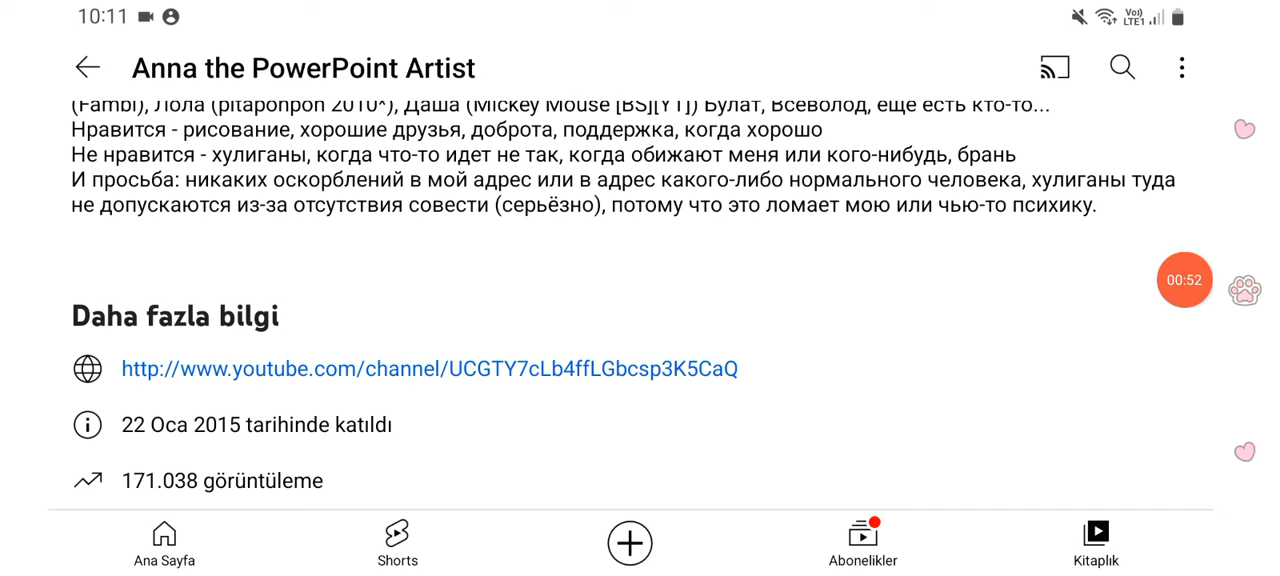 10:11
Vo))
LTE1
Anna the PowerPoint Artist
(Fambi), Лола (pitaponpon 2010*), Даша (Mickey Mouse [BS][YT]) Булат, Всеволод, ещё есть кто-то...
Нравится - рисование, хорошие друзья, доброта, поддержка, когда хорошо
Не нравится - хулиганы, когда что-то идет не так, когда обижают меня или кого-нибудь, брань
И просьба: никаких оскорблений в мой адрес или в адрес какого-либо нормального человека, хулиганы туда
не допускаются из-за отсутствия совести (серьёзно), потому что это ломает мою или чью-то психику.
00:52
Daha fazla bilgi
http://www.youtube.com/channel/UCGTY7cLb4ffLGbcsp3K5CaQ
22 Oca 2015 tarihinde katıldı
171.038 görüntüleme
Ana Sayfa
Shorts
Abonelikler
Kitaplık